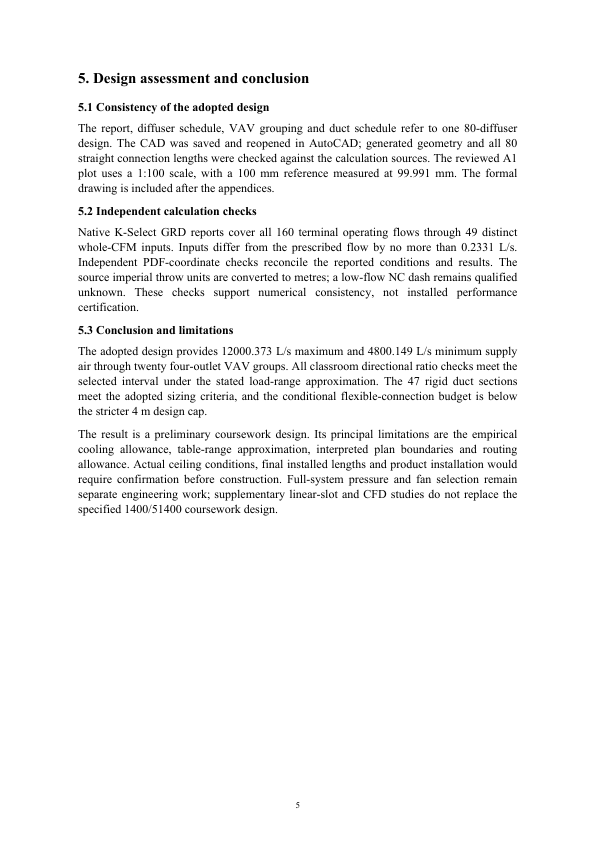 5. Design assessment and conclusion
5.1 Consistency of the adopted design
The report, diffuser schedule, VAV grouping and duct schedule refer to one 80-diffuser
design. The CAD was saved and reopened in AutoCAD; generated geometry and all 80
straight connection lengths were checked against the calculation sources. The reviewed A1
plot uses a 1:100 scale, with a 100 mm reference measured at 99.991 mm. The formal
drawing is included after the appendices.
5.2 Independent calculation checks
Native K-Select GRD reports cover all 160 terminal operating flows through 49 distinct
whole-CFM inputs. Inputs differ from the prescribed flow by no more than 0.2331 L/s.
Independent PDF-coordinate checks reconcile the reported conditions and results. The
source imperial throw units are converted to metres; a low-flow NC dash remains qualified
unknown. These checks support numerical consistency, not installed performance
certification.
5.3 Conclusion and limitations
The adopted design provides 12000.373 L/s maximum and 4800.149 L/s minimum supply
air through twenty four-outlet VAV groups. All classroom directional ratio checks meet the
selected interval under the stated load-range approximation. The 47 rigid duct sections
meet the adopted sizing criteria, and the conditional flexible-connection budget is below
the stricter 4 m design cap.
The result is a preliminary coursework design. Its principal limitations are the empirical
cooling allowance, table-range approximation, interpreted plan boundaries and routing
allowance. Actual ceiling conditions, final installed lengths and product installation would
require confirmation before construction. Full-system pressure and fan selection remain
separate engineering work; supplementary linear-slot and CFD studies do not replace the
specified 1400/51400 coursework design.
5